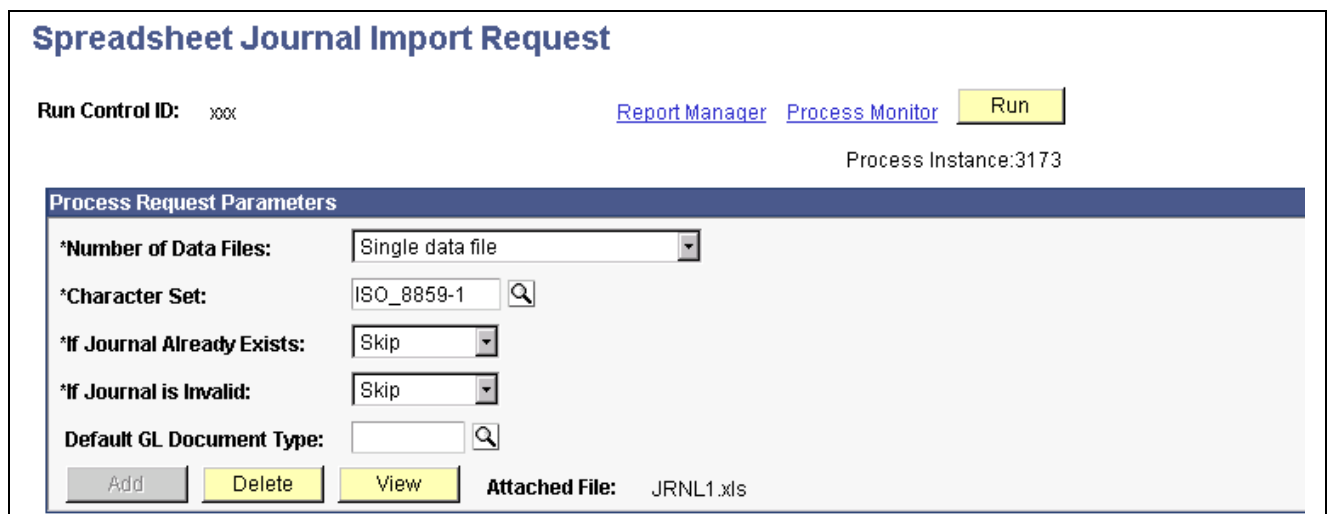 Spreadsheet Journal Import Request
Run Control ID: xxx Report Manager Process Monitor Run
Process Instance:3173
Process Request Parameters
*Number of Data Files: Single data file
*Character Set: ISO_8859-1
*If Journal Already Exists: Skip
*If Journal is Invalid: Skip
Default GL Document Type:
Add Delete View Attached File: JRNL1.xls